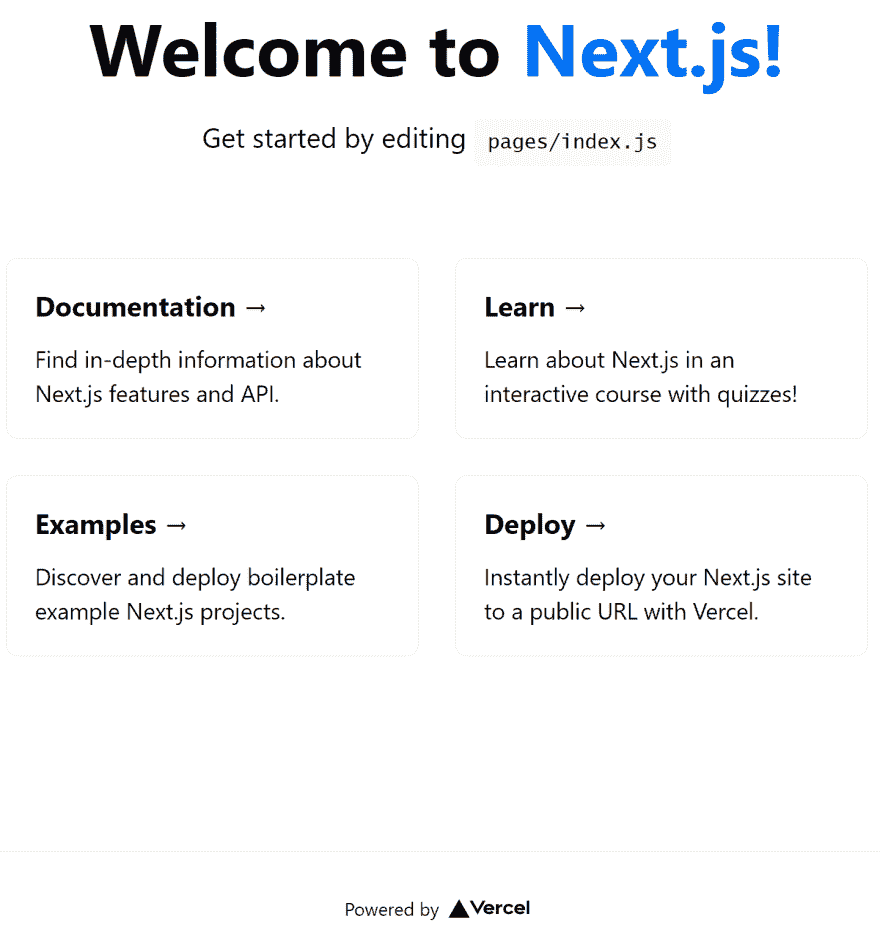 Welcome to Next.js!
Get started by editing pages/index.js
Documentation →
Find in-depth information about
Next.js features and API.
Learn →
Learn about Next.js in an
interactive course with quizzes!
Examples →
Discover and deploy boilerplate
example Next.js projects.
Deploy →
Instantly deploy your Next.js site
to a public URL with Vercel.
Powered by Vercel